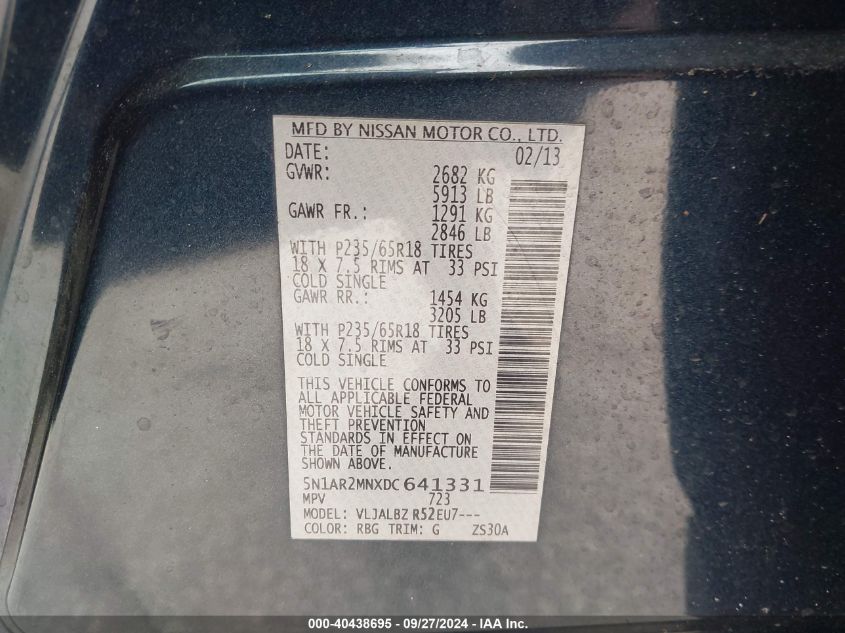 MFD BY NISSAN MOTOR CO., LTD.
DATE: 02/13
GVWR: 2682 KG
5913 LB
GAWR FR.: 1291 KG
2846 LB
WITH P235/65R18 TIRES
18 X 7.5 RIMS AT 33 PSI
COLD SINGLE
GAWR RR.: 1454 KG
3205 LB
WITH P235/65R18 TIRES
18 X 7.5 RIMS AT 33 PSI
COLD SINGLE
THIS VEHICLE CONFORMS TO
ALL APPLICABLE FEDERAL
MOTOR VEHICLE SAFETY AND
THEFT PREVENTION
STANDARDS IN EFFECT ON
THE DATE OF MANUFACTURE
SHOWN ABOVE.
5N1AR2MNXDC641331
MPV 723
MODEL: VLJALBZ R52EU7---
COLOR: RBG TRIM: G ZS30A
000-40438695 - 09/27/2024 - IAA Inc.